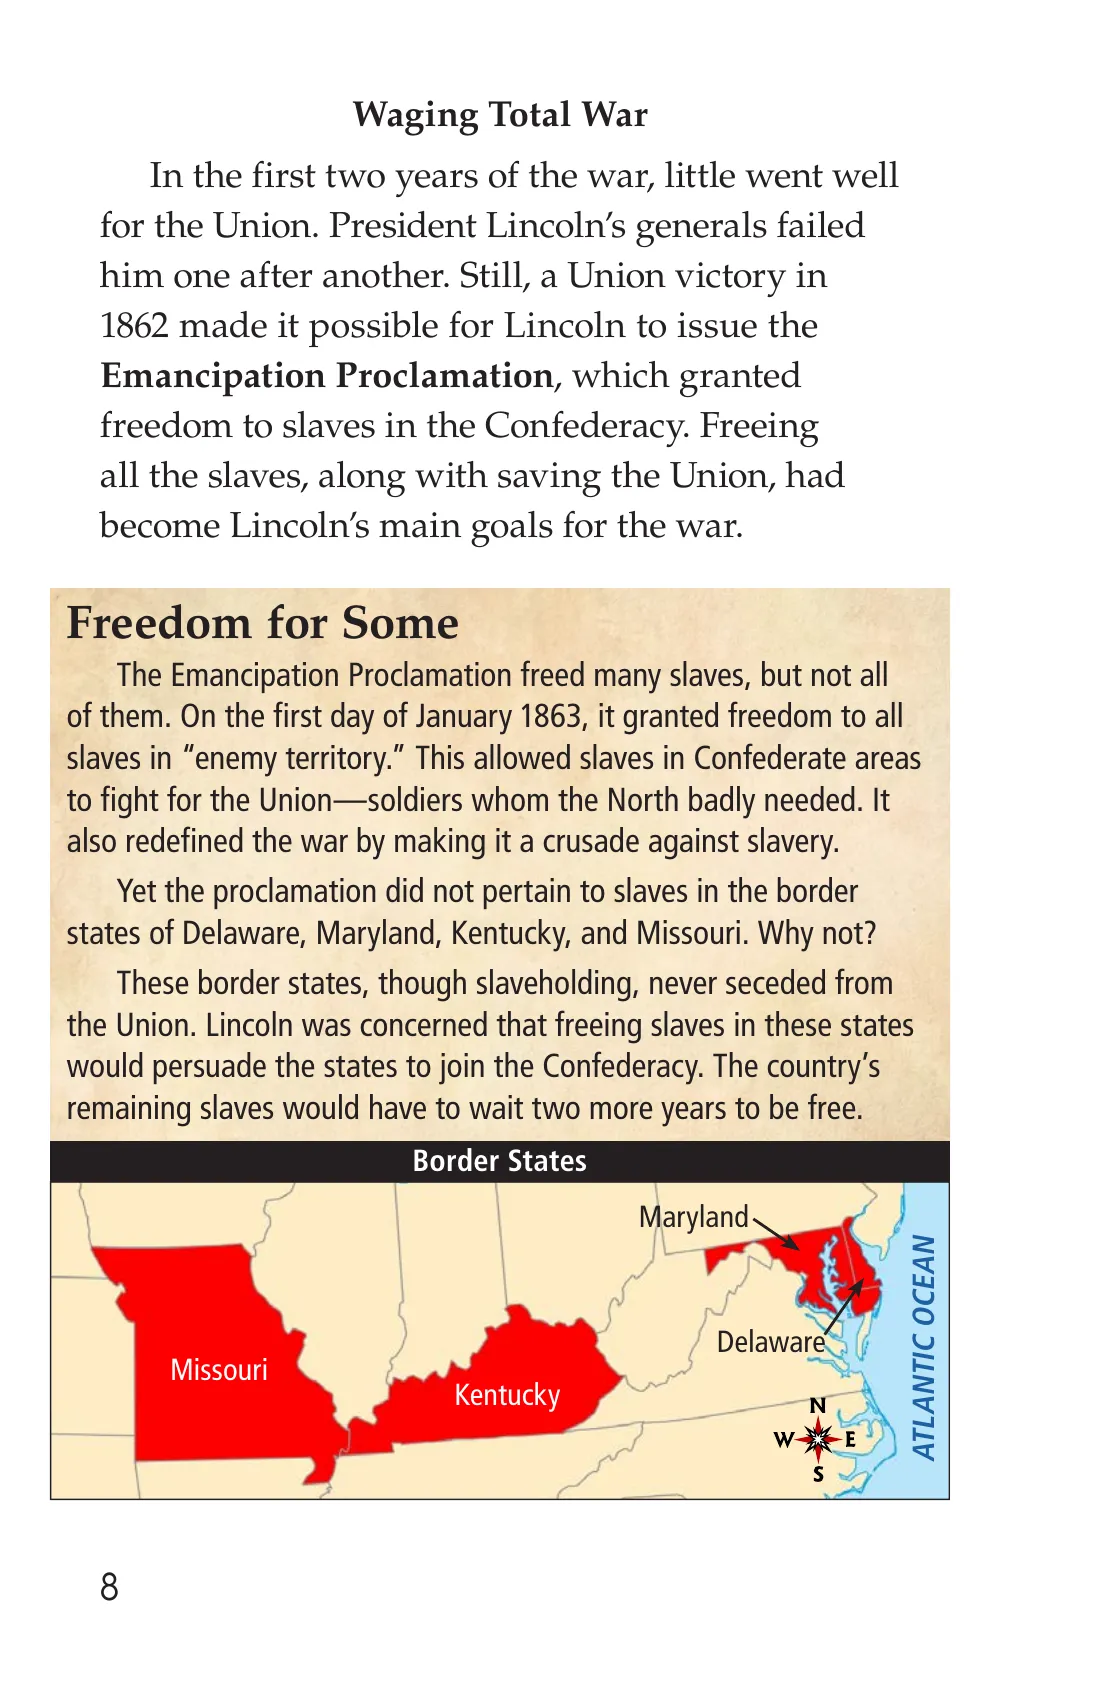 Waging Total War
In the first two years of the war, little went well
for the Union. President Lincoln’s generals failed
him one after another. Still, a Union victory in
1862 made it possible for Lincoln to issue the
Emancipation Proclamation, which granted
freedom to slaves in the Confederacy. Freeing
all the slaves, along with saving the Union, had
become Lincoln’s main goals for the war.
Freedom for Some
The Emancipation Proclamation freed many slaves, but not all
of them. On the first day of January 1863, it granted freedom to all
slaves in “enemy territory.” This allowed slaves in Confederate areas
to fight for the Union—soldiers whom the North badly needed. It
also redefined the war by making it a crusade against slavery.
Yet the proclamation did not pertain to slaves in the border
states of Delaware, Maryland, Kentucky, and Missouri. Why not?
These border states, though slaveholding, never seceded from
the Union. Lincoln was concerned that freeing slaves in these states
would persuade the states to join the Confederacy. The country’s
remaining slaves would have to wait two more years to be free.
Border States
Maryland
Delaware
Missouri
Kentucky
ATLANTIC OCEAN
N
W E
S
8